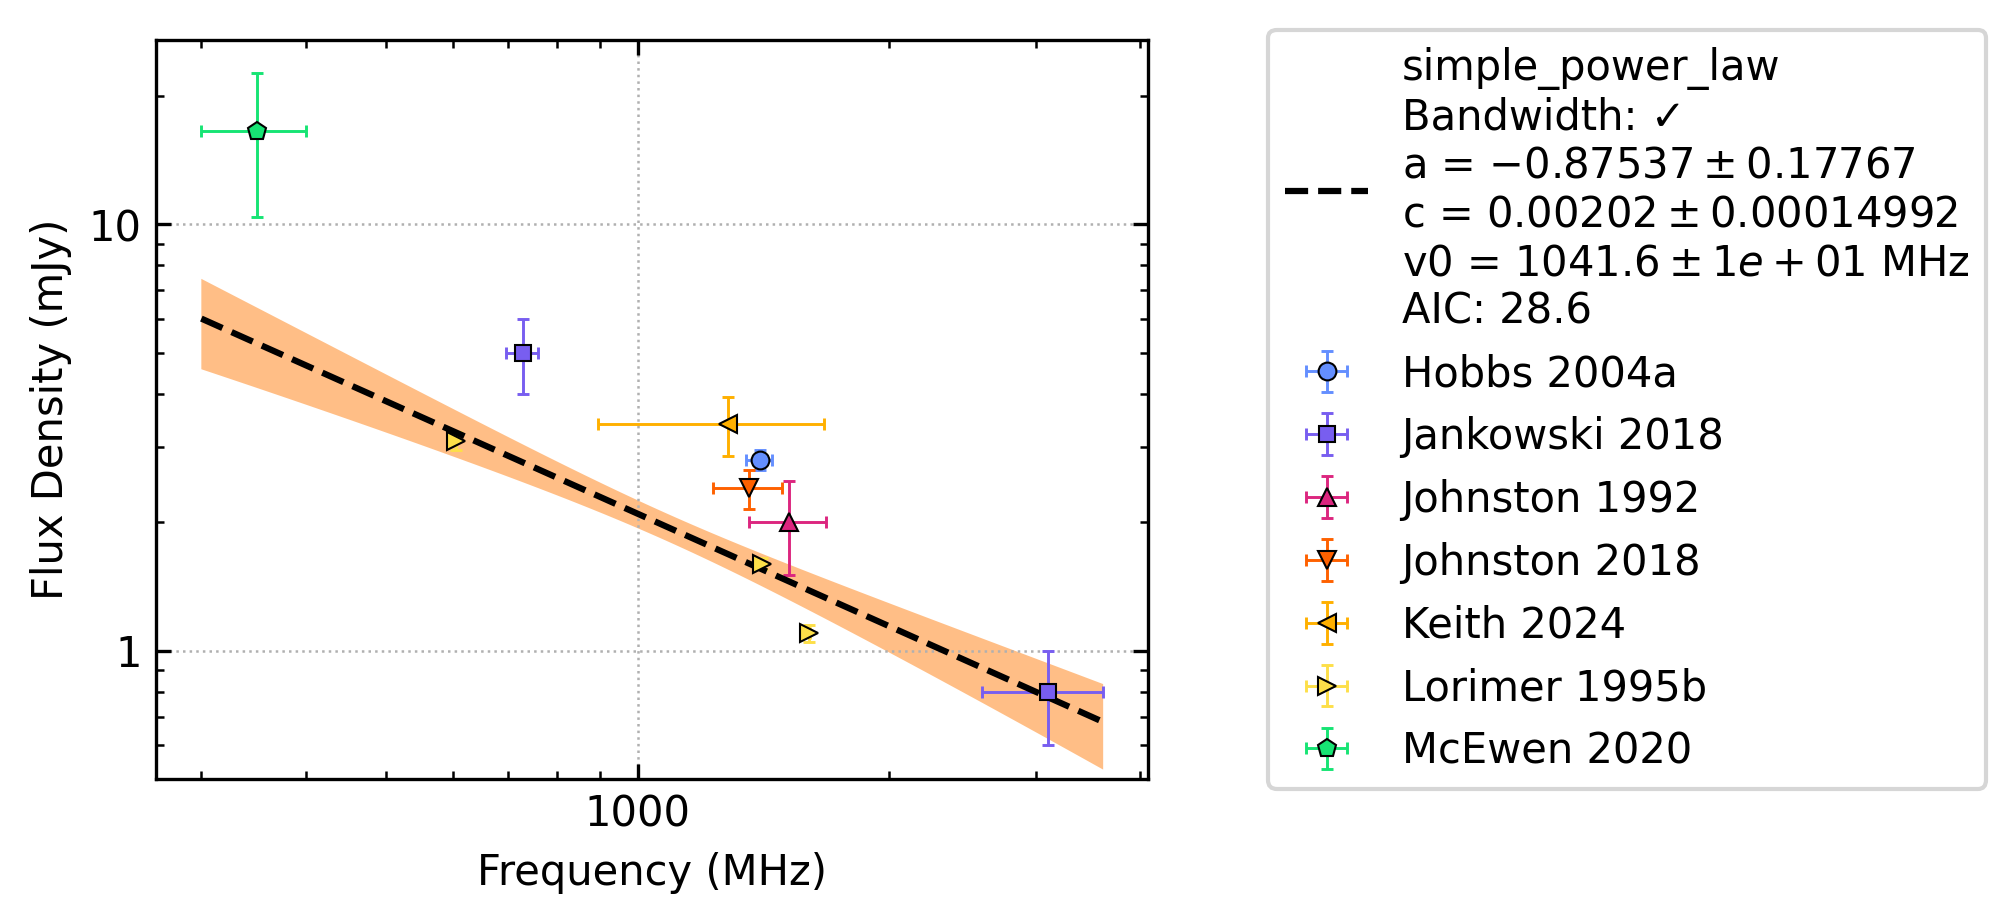 Flux Density (mJy)
10
1
1000
Frequency (MHz)
simple_power_law
Bandwidth: ✓
a = −0.87537 ± 0.17767
c = 0.00202 ± 0.00014992
v0 = 1041.6 ± 1e + 01 MHz
AIC: 28.6
Hobbs 2004a
Jankowski 2018
Johnston 1992
Johnston 2018
Keith 2024
Lorimer 1995b
McEwen 2020